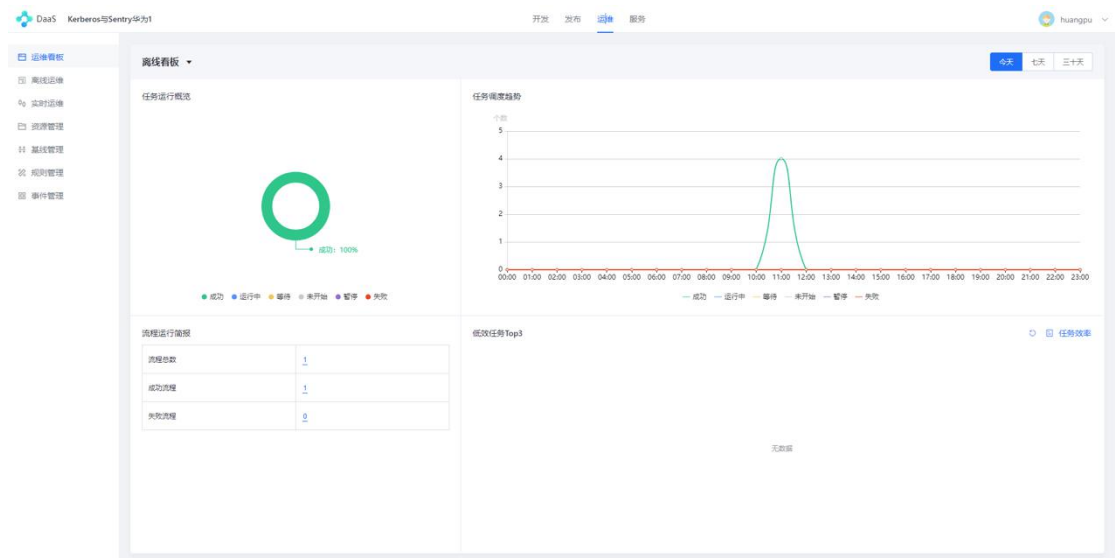 DaaS Kerberos与Sentry华为1 开发 发布 运维 服务 huangpu
运维看板
离线运维
实时运维
资源管理
基线管理
规则管理
事件管理
离线看板 今天 七天 三十天
任务运行概览
成功: 100%
成功 运行中 等待 未开始 暂停 失败
任务调度趋势
个数
5
4
3
2
1
0
00:00 01:00 02:00 03:00 04:00 05:00 06:00 07:00 08:00 09:00 10:00 11:00 12:00 13:00 14:00 15:00 16:00 17:00 18:00 19:00 20:00 21:00 22:00 23:00
成功 运行中 等待 未开始 暂停 失败
流程运行简报
流程总数 1
成功流程 1
失败流程 0
低效任务Top3 任务效率
无数据